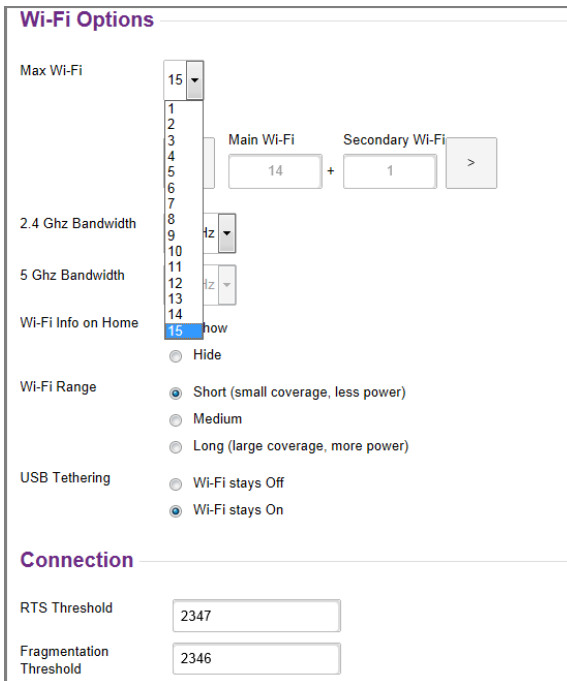 Wi-Fi Options
Max Wi-Fi
15
1
2
3
4
5
6
7
8
9
10
11
12
13
14
15
Main Wi-Fi Secondary Wi-Fi
14 + 1 >
2.4 Ghz Bandwidth
Hz
5 Ghz Bandwidth
Hz
Wi-Fi Info on Home
how
Hide
Wi-Fi Range
Short (small coverage, less power)
Medium
Long (large coverage, more power)
USB Tethering
Wi-Fi stays Off
Wi-Fi stays On
Connection
RTS Threshold
2347
Fragmentation
Threshold
2346